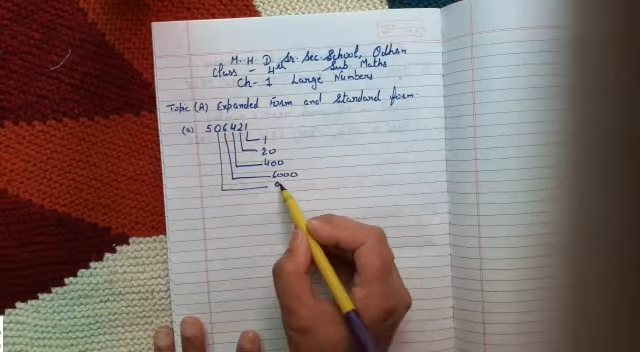 M. H. D. Sr. Sec. School, Odhan
Class - 4th Sub Maths
Ch- 1 Large Numbers
Topic (A) Expanded form and Standard form.
(a) 506421
1
20
400
6000
0